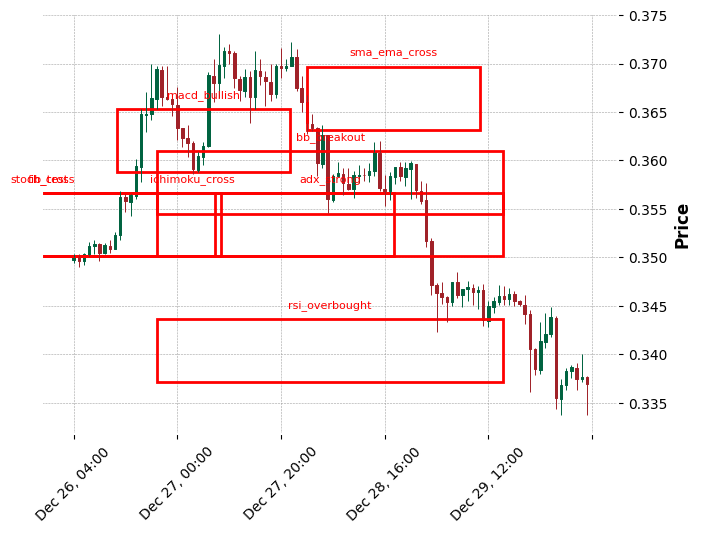 0.375
sma_ema_cross
0.370
macd_bullish
0.365
bb_breakout
0.360
ichimoku_cross
0.355
Price
0.350
rsi_overbought
0.345
0.340
0.335
Dec 26, 04:00
Dec 27, 00:00
Dec 27, 20:00
Dec 28, 16:00
Dec 29, 12:00